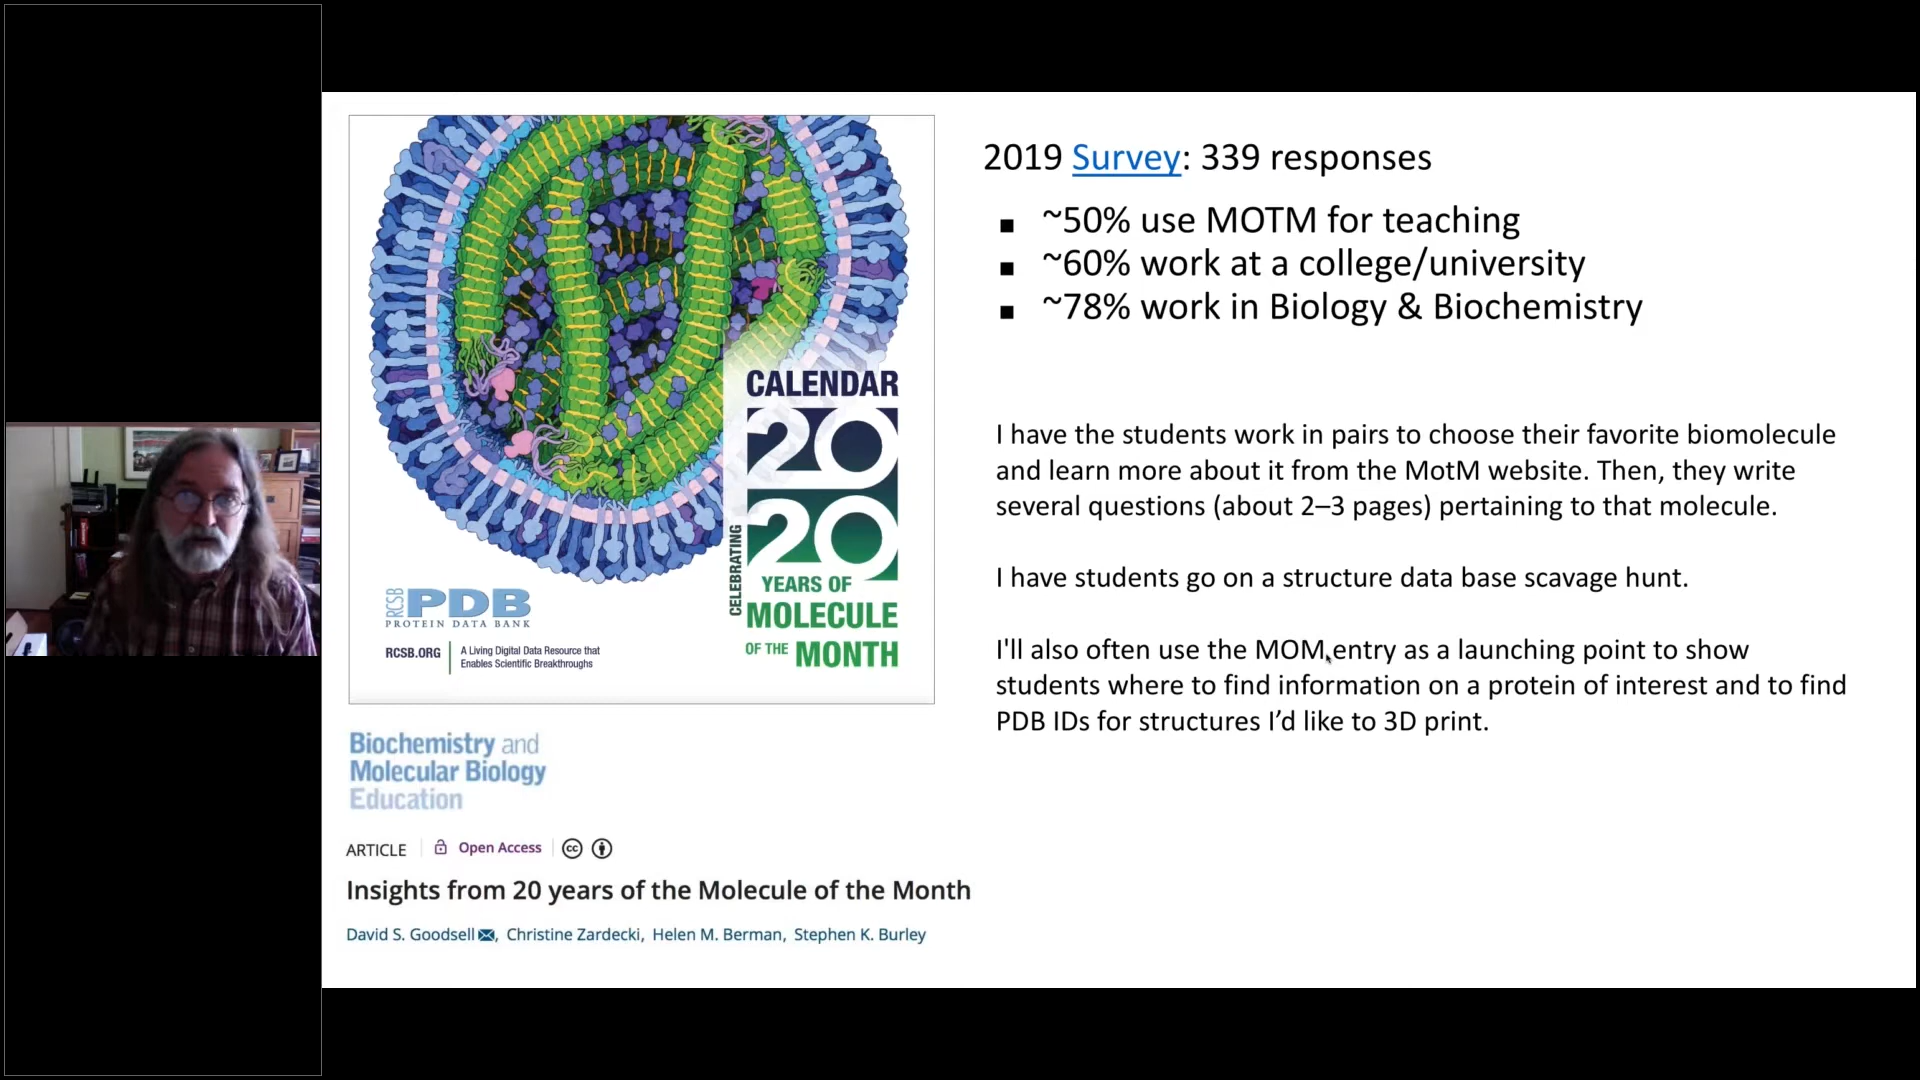 CALENDAR
20
20
CELEBRATING
YEARS OF
MOLECULE
OF THE MONTH
RCSB
PDB
PROTEIN DATA BANK
RCSB.ORG
A Living Digital Data Resource that
Enables Scientific Breakthroughs
Biochemistry and
Molecular Biology
Education
ARTICLE
Open Access
cc
Insights from 20 years of the Molecule of the Month
David S. Goodsell, Christine Zardecki, Helen M. Berman, Stephen K. Burley
2019 Survey: 339 responses
▪ ~50% use MOTM for teaching
▪ ~60% work at a college/university
▪ ~78% work in Biology & Biochemistry
I have the students work in pairs to choose their favorite biomolecule
and learn more about it from the MotM website. Then, they write
several questions (about 2–3 pages) pertaining to that molecule.
I have students go on a structure data base scavage hunt.
I'll also often use the MOM entry as a launching point to show
students where to find information on a protein of interest and to find
PDB IDs for structures I’d like to 3D print.